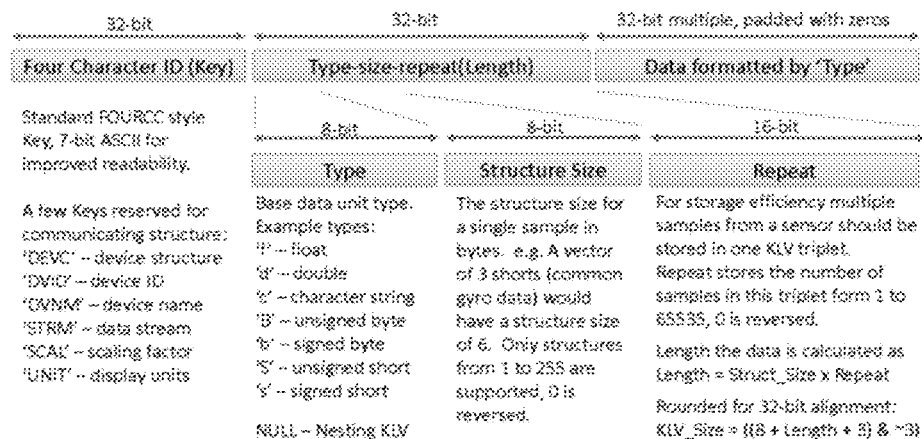 32-bit
32-bit
32-bit multiple, padded with zeros
Four Character ID (Key)
Type-size-repeat(Length)
Data formatted by 'Type'
Standard FOURCC style
Key, 7-bit ASCII for
improved readability.
A few Keys reserved for
communicating structure:
'DEVC' – device structure
'DVID' – device ID
'DVNM' – device name
'STRM' – data stream
'SCAL' – scaling factor
'UNIT' – display units
8-bit
Type
Base data unit type.
Example types:
'f' – float
'd' – double
'c' – character string
'B' – unsigned byte
'b' – signed byte
'S' – unsigned short
's' – signed short
NULL – Nesting KLV
8-bit
Structure Size
The structure size for
a single sample in
bytes. e.g. A vector
of 3 shorts (common
gyro data) would
have a structure size
of 6. Only structures
from 1 to 255 are
supported, 0 is
reversed.
16-bit
Repeat
For storage efficiency multiple
samples from a sensor should be
stored in one KLV triplet.
Repeat stores the number of
samples in this triplet form 1 to
65535, 0 is reversed.
Length the data is calculated as
Length = Struct_Size x Repeat
Rounded for 32-bit alignment:
KLV_Size = ((8 + Length + 3) & ~3)